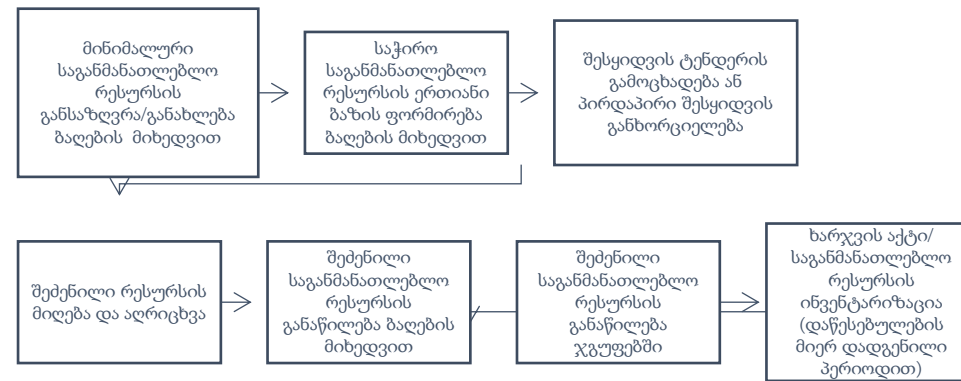 მინიმალური
საგანმანათლებლო
რესურსის
განსაზღვრა/განახლება
ბაღების მიხედვით
საჭირო
საგანმანათლებლო
რესურსის ერთიანი
ბაზის ფორმირება
ბაღების მიხედვით
შესყიდვის ტენდერის
გამოცხადება ან
პირდაპირი შესყიდვის
განხორციელება
შეძენილი რესურსის
მიღება და აღრიცხვა
შეძენილი
საგანმანათლებლო
რესურსის
განაწილება ბაღების
მიხედვით
შეძენილი
საგანმანათლებლო
რესურსის
განაწილება
ჯგუფებში
ხარჯვის აქტი/
საგანმანათლებლო
რესურსის
ინვენტარიზაცია
(დაწესებულების
მიერ დადგენილი
პერიოდით)